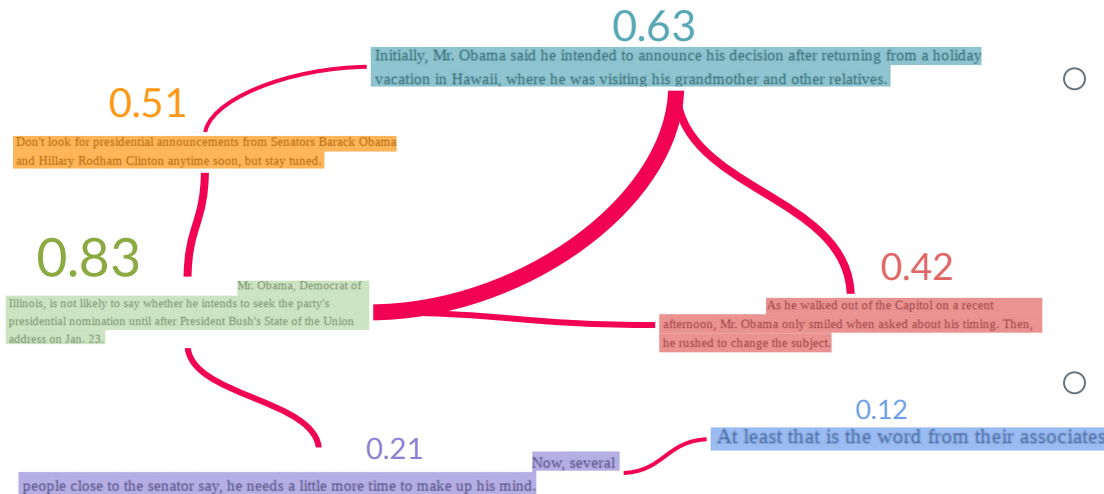 0.63
Initially, Mr. Obama said he intended to announce his decision after returning from a holiday
vacation in Hawaii, where he was visiting his grandmother and other relatives.
0.51
Don't look for presidential announcements from Senators Barack Obama
and Hillary Rodham Clinton anytime soon, but stay tuned.
0.83
Mr. Obama, Democrat of
Illinois, is not likely to say whether he intends to seek the party's
presidential nomination until after President Bush's State of the Union
address on Jan. 23.
0.42
As he walked out of the Capitol on a recent
afternoon, Mr. Obama only smiled when asked about his timing. Then,
he rushed to change the subject.
0.21
Now, several
people close to the senator say, he needs a little more time to make up his mind.
0.12
At least that is the word from their associates